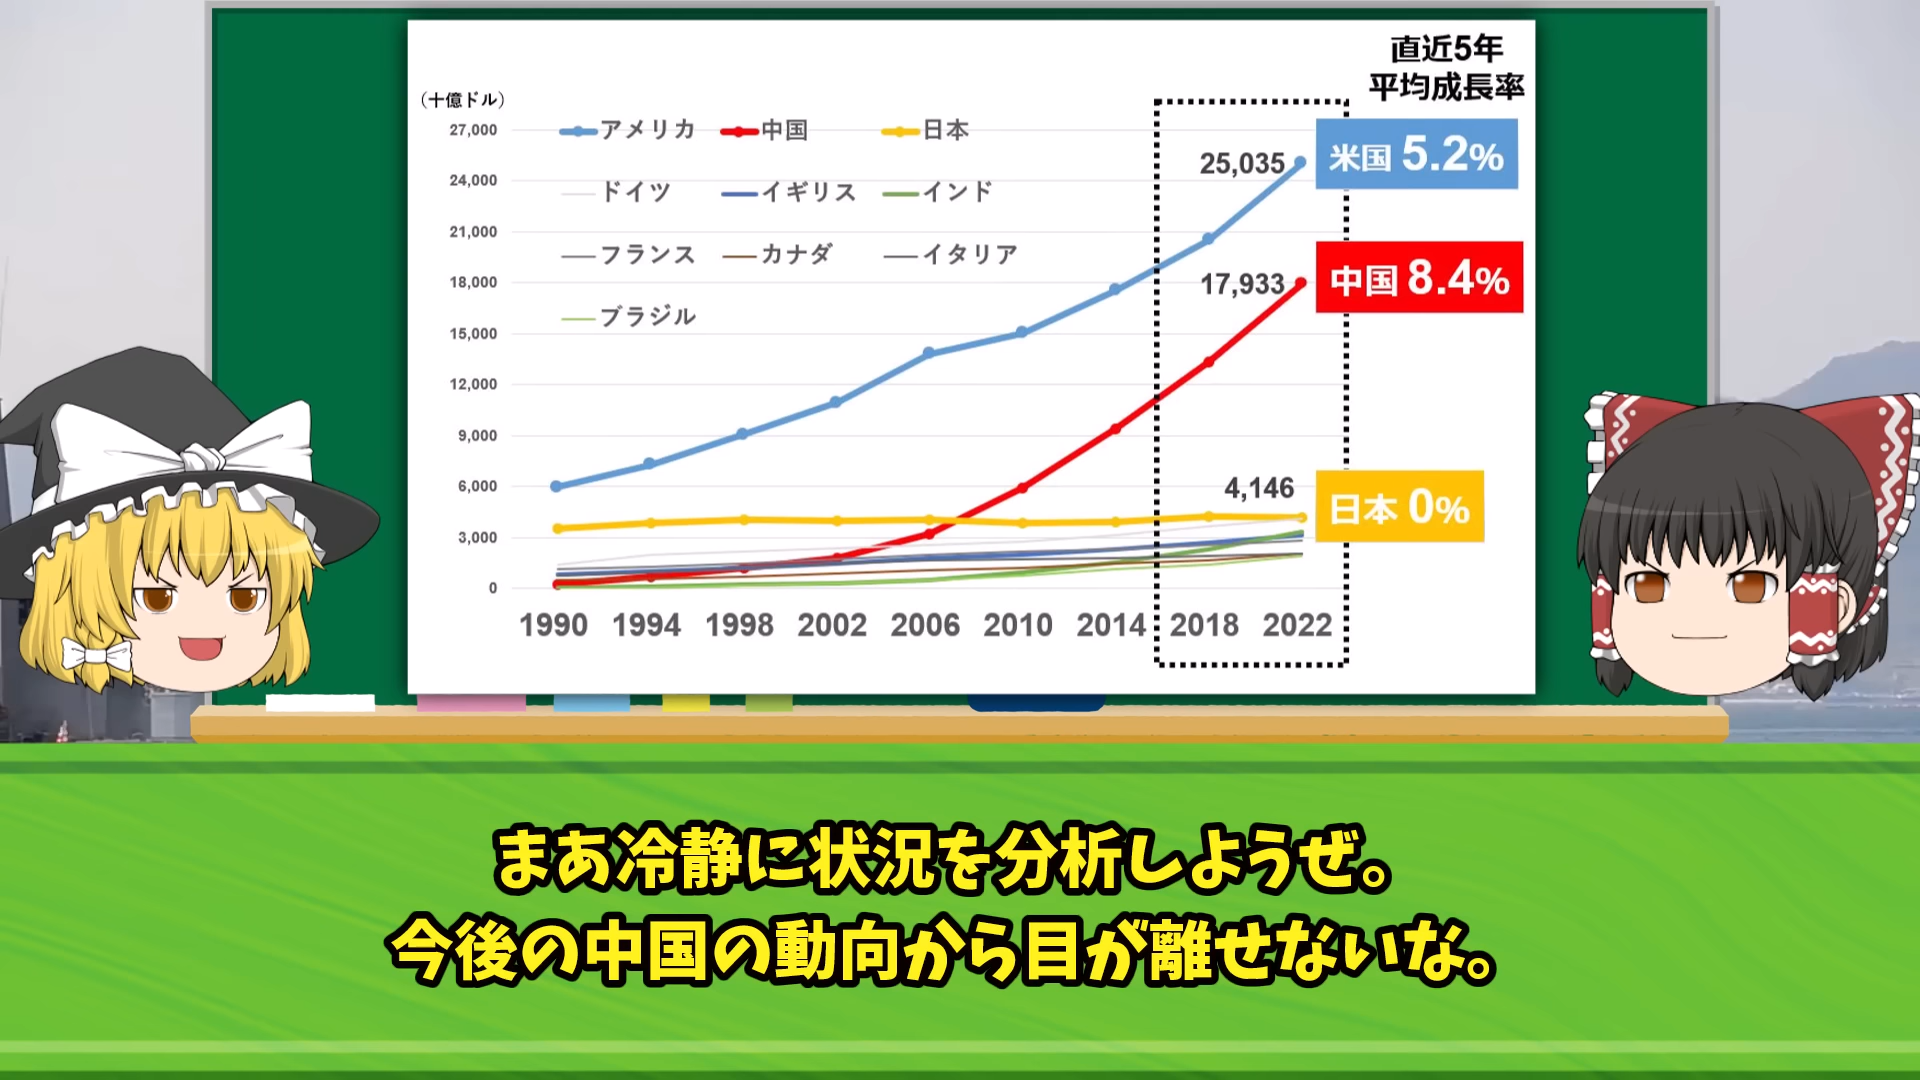 直近5年
平均成長率
（十億ドル）
27,000
24,000
21,000
18,000
15,000
12,000
9,000
6,000
3,000
0
アメリカ 中国 日本
ドイツ イギリス インド
フランス カナダ イタリア
ブラジル
25,035
米国 5.2%
17,933
中国 8.4%
4,146
日本 0%
1990 1994 1998 2002 2006 2010 2014 2018 2022
まあ冷静に状況を分析しようぜ。
今後の中国の動向から目が離せないな。